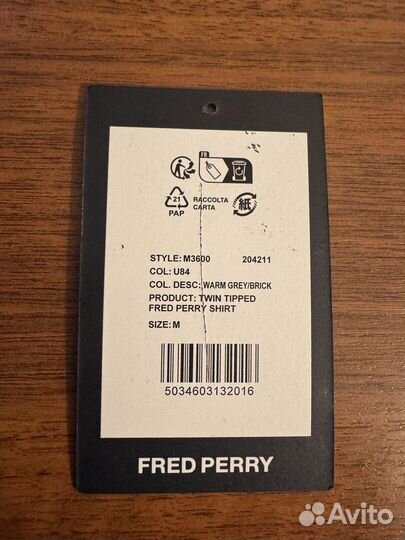 FR
21
PAP
RACCOLTA
CARTA
紙
STYLE: M3600 204211
COL: U84
COL. DESC: WARM GREY/BRICK
PRODUCT: TWIN TIPPED
FRED PERRY SHIRT
SIZE: M
5034603132016
FRED PERRY
Avito